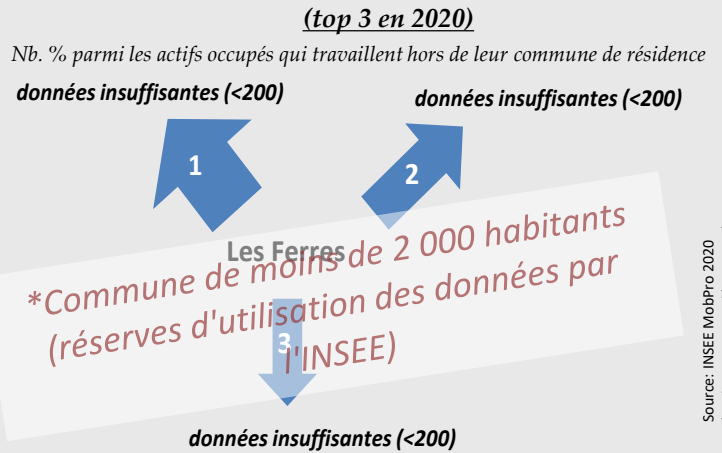 (top 3 en 2020)
Nb. % parmi les actifs occupés qui travaillent hors de leur commune de résidence
données insuffisantes (<200)
données insuffisantes (<200)
1
2
Les Ferres
*Commune de moins de 2 000 habitants
(réserves d'utilisation des données par
l'INSEE)
3
données insuffisantes (<200)
Source: INSEE MobPro 2020